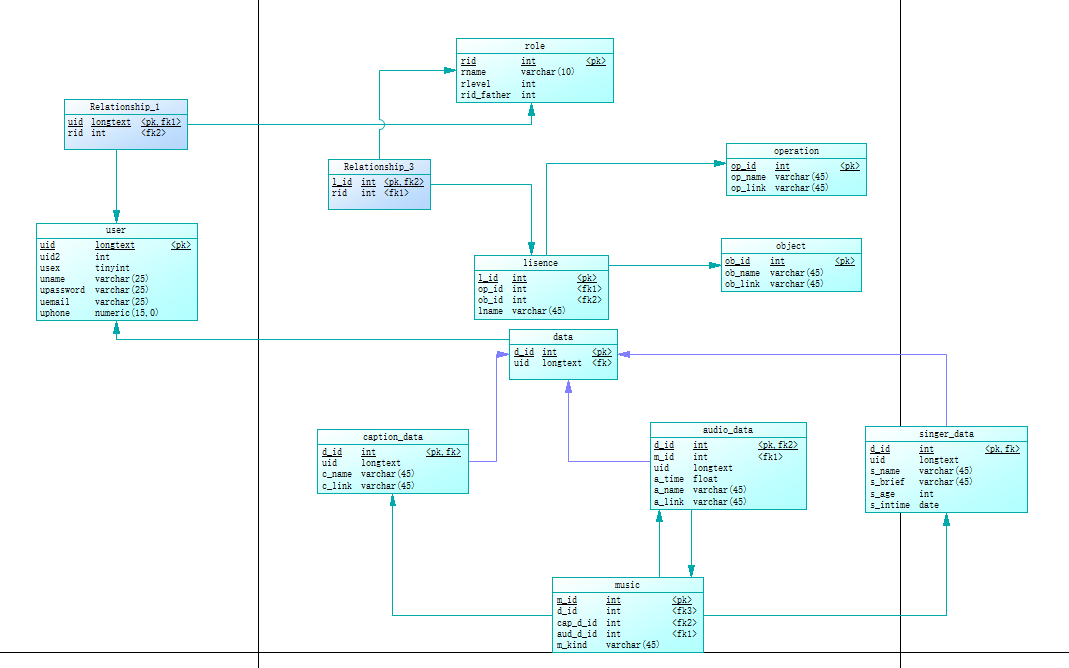 role
rid int <pk>
rname varchar(10)
rlevel int
rid_father int
Relationship_1
uid longtext <pk,fk1>
rid int <fk2>
Relationship_3
l_id int <pk,fk2>
rid int <fk1>
operation
op_id int <pk>
op_name varchar(45)
op_link varchar(45)
user
uid longtext <pk>
uid2 int
usex tinyint
uname varchar(25)
upassword varchar(25)
uemail varchar(25)
uphone numeric(15,0)
object
ob_id int <pk>
ob_name varchar(45)
ob_link varchar(45)
lisence
l_id int <pk>
op_id int <fk1>
ob_id int <fk2>
lname varchar(45)
data
d_id int <pk>
uid longtext <fk>
caption_data
d_id int <pk,fk>
uid longtext
c_name varchar(45)
c_link varchar(45)
audio_data
d_id int <pk,fk2>
m_id int <fk1>
uid longtext
a_time float
a_name varchar(45)
a_link varchar(45)
singer_data
d_id int <pk,fk>
uid longtext
s_name varchar(45)
s_brief varchar(45)
s_age int
s_intime date
music
m_id int <pk>
d_id int <fk3>
cap_d_id int <fk2>
aud_d_id int <fk1>
m_kind varchar(45)